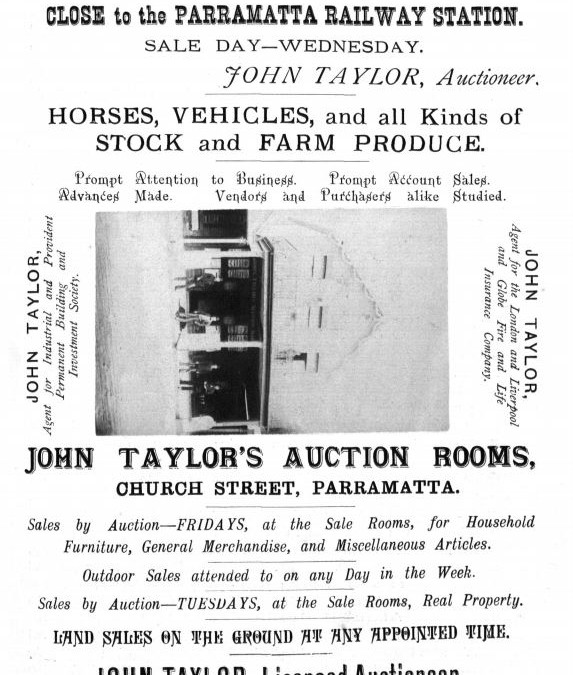 CLOSE to the PARRAMATTA RAILWAY STATION.
SALE DAY—WEDNESDAY.
JOHN TAYLOR, Auctioneer.
HORSES, VEHICLES, and all Kinds of
STOCK and FARM PRODUCE.
Prompt Attention to Business. Prompt Account Sales.
Advances Made. Vendors and Purchasers alike Studied.
JOHN TAYLOR,
Agent for Industrial and Provident
Permanent Building and
Investment Society.
JOHN TAYLOR,
Agent for the London and Liverpool
and Globe Fire and Life
Insurance Company.
JOHN TAYLOR'S AUCTION ROOMS,
CHURCH STREET, PARRAMATTA.
Sales by Auction—FRIDAYS, at the Sale Rooms, for Household
Furniture, General Merchandise, and Miscellaneous Articles.
Outdoor Sales attended to on any Day in the Week.
Sales by Auction—TUESDAYS, at the Sale Rooms, Real Property.
LAND SALES ON THE GROUND AT ANY APPOINTED TIME.
JOHN TAYLOR, Licensed Auctioneer